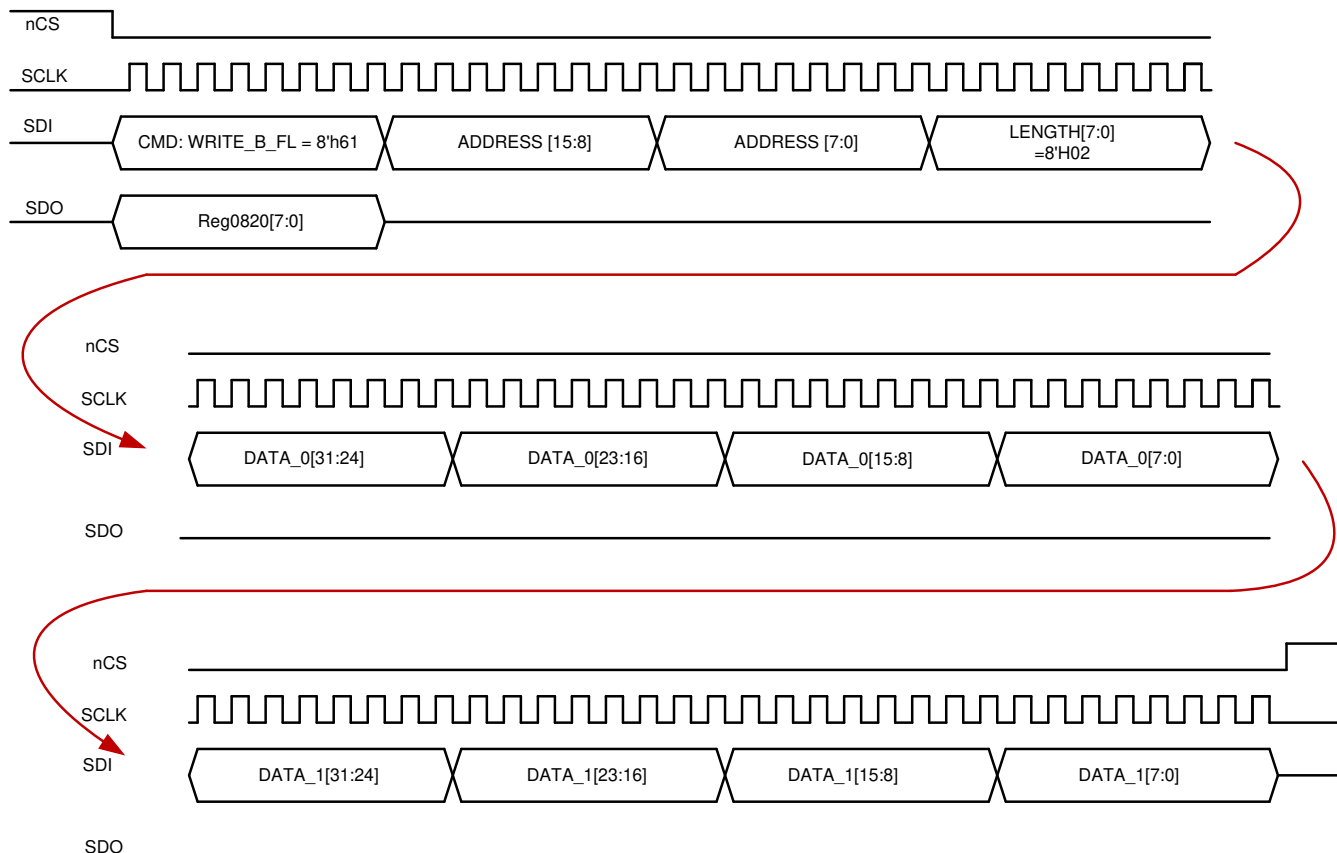 nCS
SCLK
SDI
CMD: WRITE_B_FL = 8'h61
ADDRESS [15:8]
ADDRESS [7:0]
LENGTH[7:0]
=8'H02
SDO
Reg0820[7:0]
nCS
SCLK
SDI
DATA_0[31:24]
DATA_0[23:16]
DATA_0[15:8]
DATA_0[7:0]
SDO
nCS
SCLK
SDI
DATA_1[31:24]
DATA_1[23:16]
DATA_1[15:8]
DATA_1[7:0]
SDO